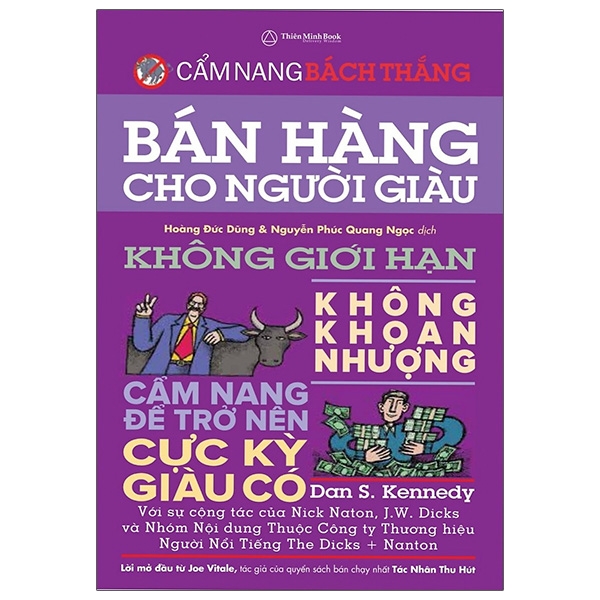 Thiên Minh Book
Delivery Wisdom
CẨM NANG BÁCH THẮNG
BÁN HÀNG
CHO NGƯỜI GIÀU
Hoàng Đức Dũng & Nguyễn Phúc Quang Ngọc dịch
KHÔNG GIỚI HẠN
KHÔNG
KHOAN
NHƯỢNG
CẨM NANG
ĐỂ TRỞ NÊN
CỰC KỲ
GIÀU CÓ
Dan S. Kennedy
Với sự cộng tác của Nick Naton, J.W. Dicks
và Nhóm Nội dung Thuộc Công ty Thương hiệu
Người Nổi Tiếng The Dicks + Nanton
Lời mở đầu từ Joe Vitale, tác giả của quyển sách bán chạy nhất Tác Nhân Thu Hút